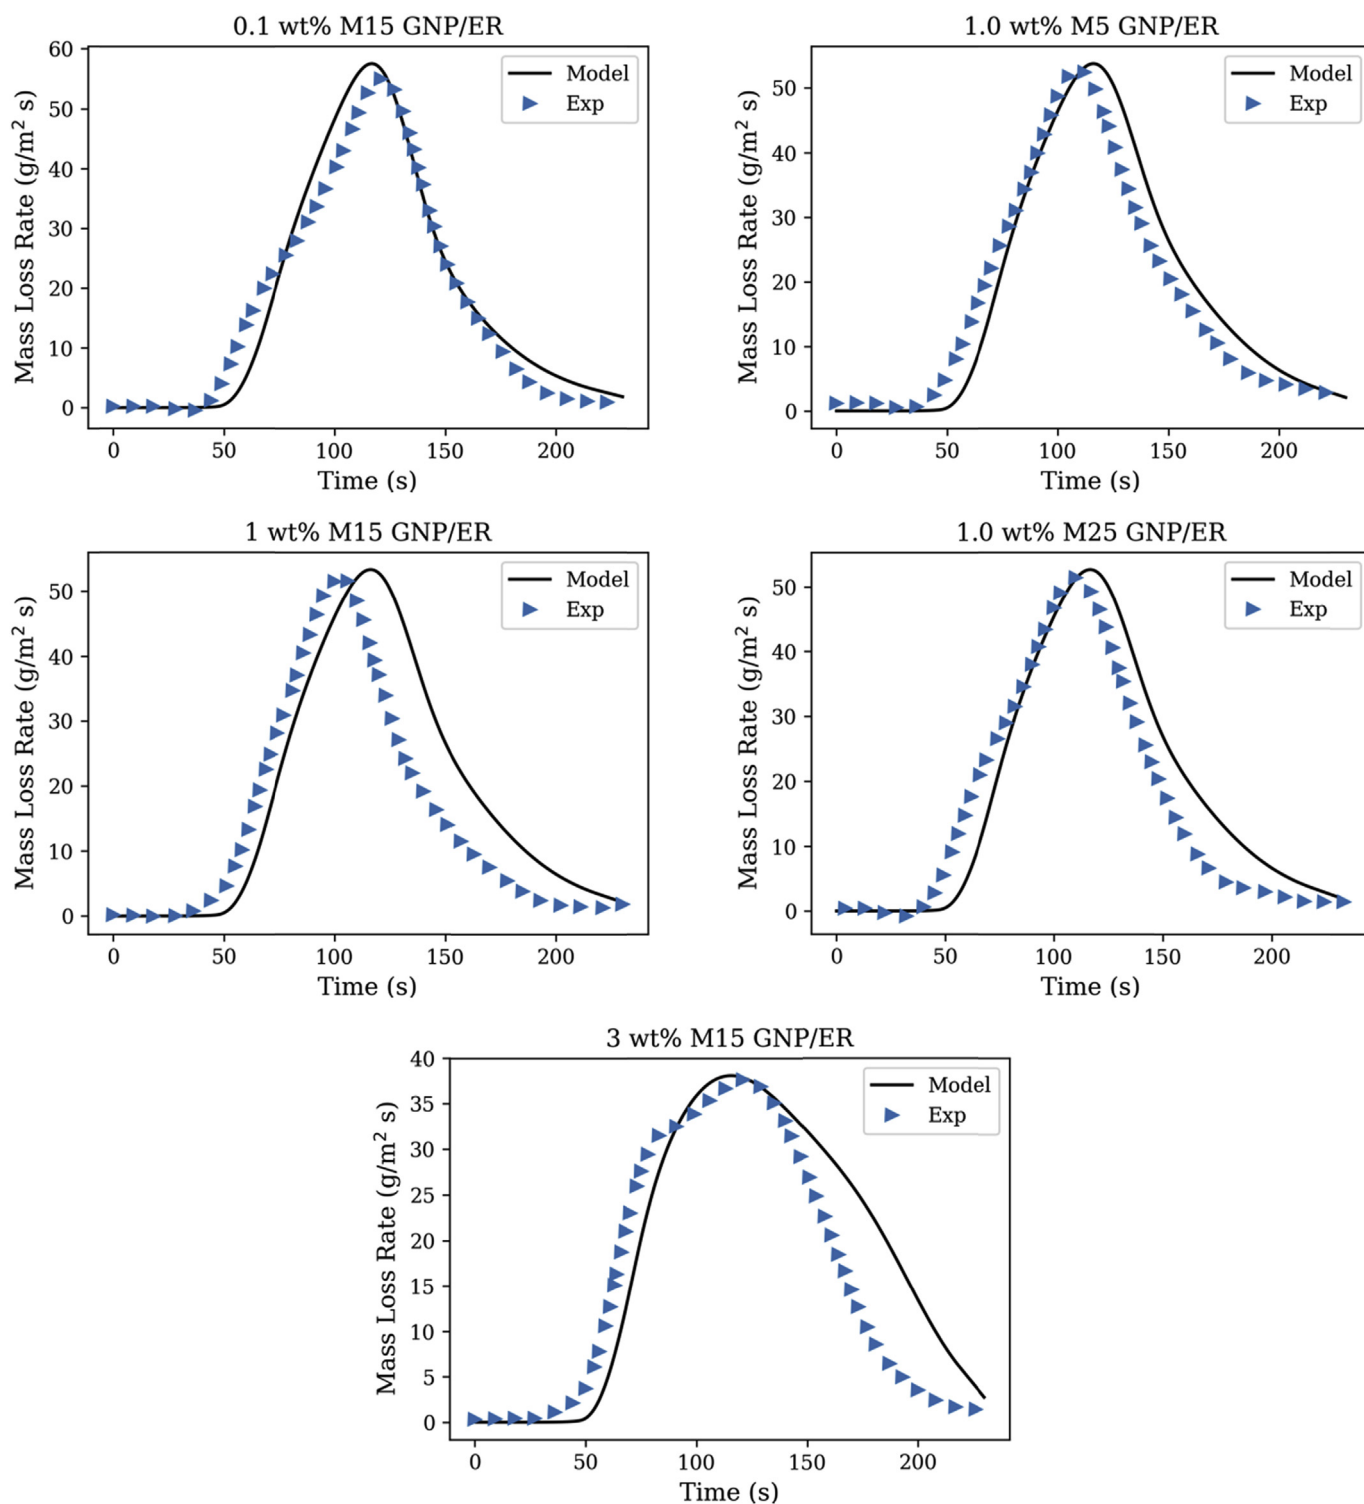 0.1 wt% M15 GNP/ER
Mass Loss Rate (g/m² s)
60
50
40
30
20
10
0
Model
Exp
0 50 100 150 200
Time (s)
1.0 wt% M5 GNP/ER
Mass Loss Rate (g/m² s)
50
40
30
20
10
0
Model
Exp
0 50 100 150 200
Time (s)
1 wt% M15 GNP/ER
Mass Loss Rate (g/m² s)
50
40
30
20
10
0
Model
Exp
0 50 100 150 200
Time (s)
1.0 wt% M25 GNP/ER
Mass Loss Rate (g/m² s)
50
40
30
20
10
0
Model
Exp
0 50 100 150 200
Time (s)
3 wt% M15 GNP/ER
Mass Loss Rate (g/m² s)
40
35
30
25
20
15
10
5
0
Model
Exp
0 50 100 150 200
Time (s)